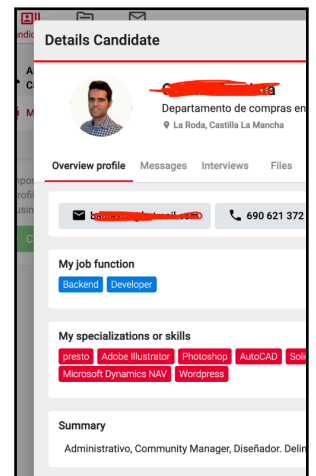 Details Candidate
Departamento de compras en
La Roda, Castilla La Mancha
Overview profile Messages Interviews Files
690 621 372
My job function
Backend Developer
My specializations or skills
presto Adobe Illustrator Photoshop AutoCAD
Microsoft Dynamics NAV Wordpress
Summary
Administrativo, Community Manager, Diseñador.